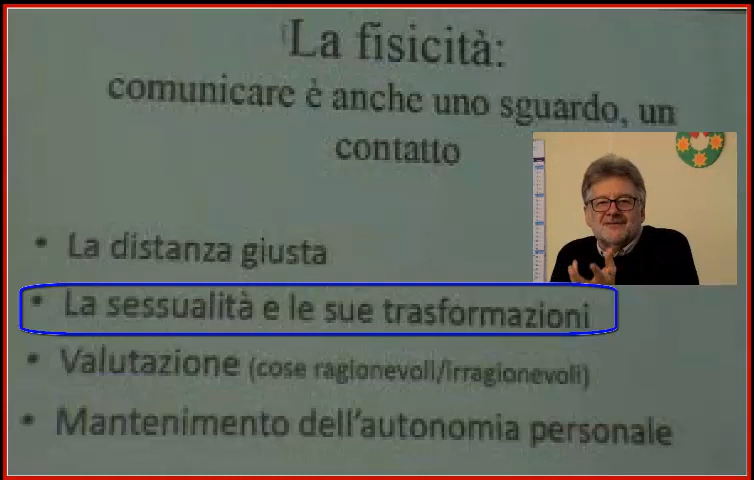 La fisicità:
comunicare è anche uno sguardo, un
contatto
• La distanza giusta
• La sessualità e le sue trasformazioni
• Valutazione (cose ragionevoli/irragionevoli)
• Mantenimento dell'autonomia personale